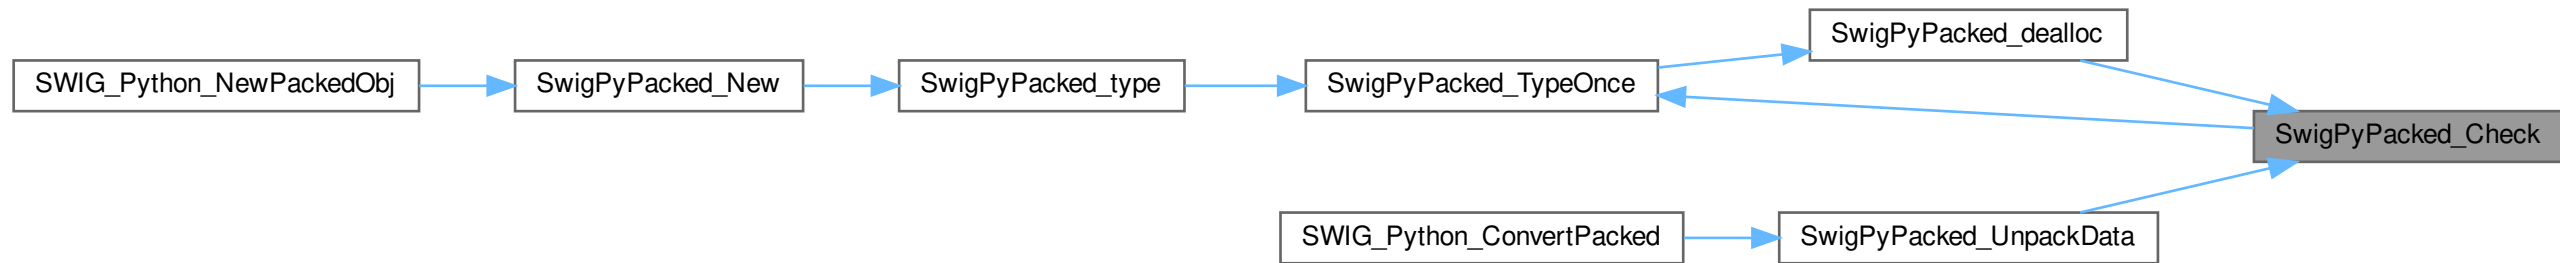 SwigPyPacked_dealloc
SWIG_Python_NewPackedObj
SwigPyPacked_New
SwigPyPacked_type
SwigPyPacked_TypeOnce
SwigPyPacked_Check
SWIG_Python_ConvertPacked
SwigPyPacked_UnpackData